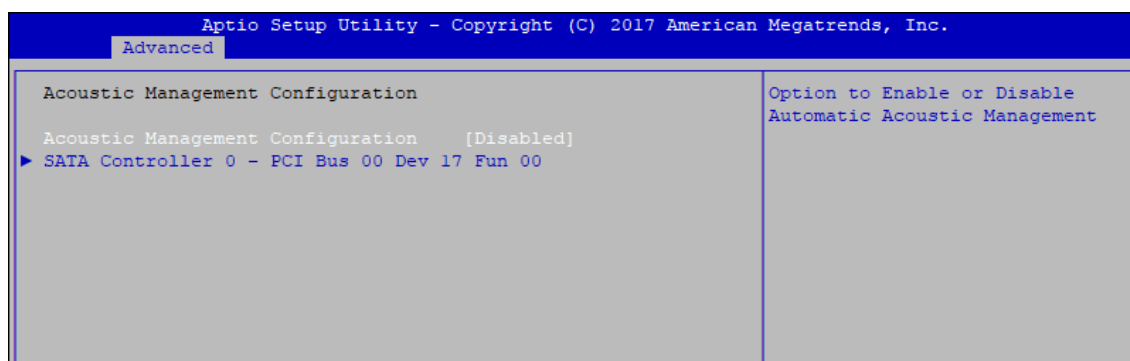 Aptio Setup Utility - Copyright (C) 2017 American Megatrends, Inc.
Advanced
Acoustic Management Configuration
Acoustic Management Configuration [Disabled]
► SATA Controller 0 - PCI Bus 00 Dev 17 Fun 00
Option to Enable or Disable
Automatic Acoustic Management